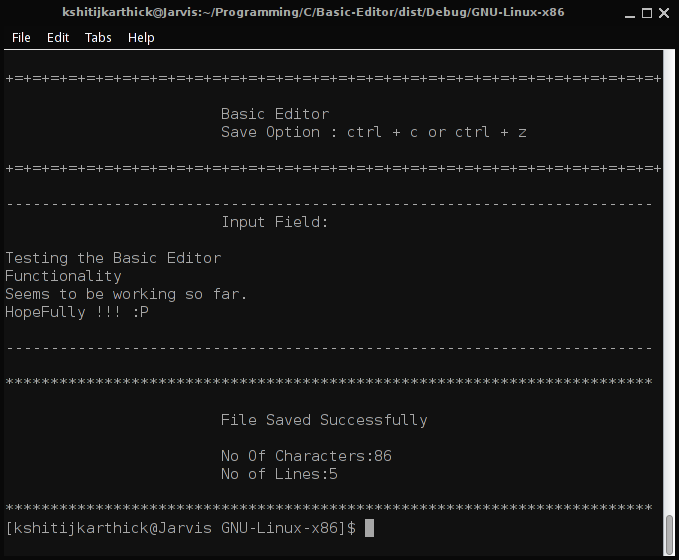 kshitijkarthick@Jarvis:~/Programming/C/Basic-Editor/dist/Debug/GNU-Linux-x86
File Edit Tabs Help
+=+=+=+=+=+=+=+=+=+=+=+=+=+=+=+=+=+=+=+=+=+=+=+=+=+=+=+=+=+=+=+=+=+=+=+=+
Basic Editor
Save Option : ctrl + c or ctrl + z
+=+=+=+=+=+=+=+=+=+=+=+=+=+=+=+=+=+=+=+=+=+=+=+=+=+=+=+=+=+=+=+=+=+=+=+=+
------------------------------------------------------------------------
Input Field:
Testing the Basic Editor
Functionality
Seems to be working so far.
HopeFully !!! :P
------------------------------------------------------------------------
************************************************************************
File Saved Successfully
No Of Characters:86
No of Lines:5
************************************************************************
[kshitijkarthick@Jarvis GNU-Linux-x86]$